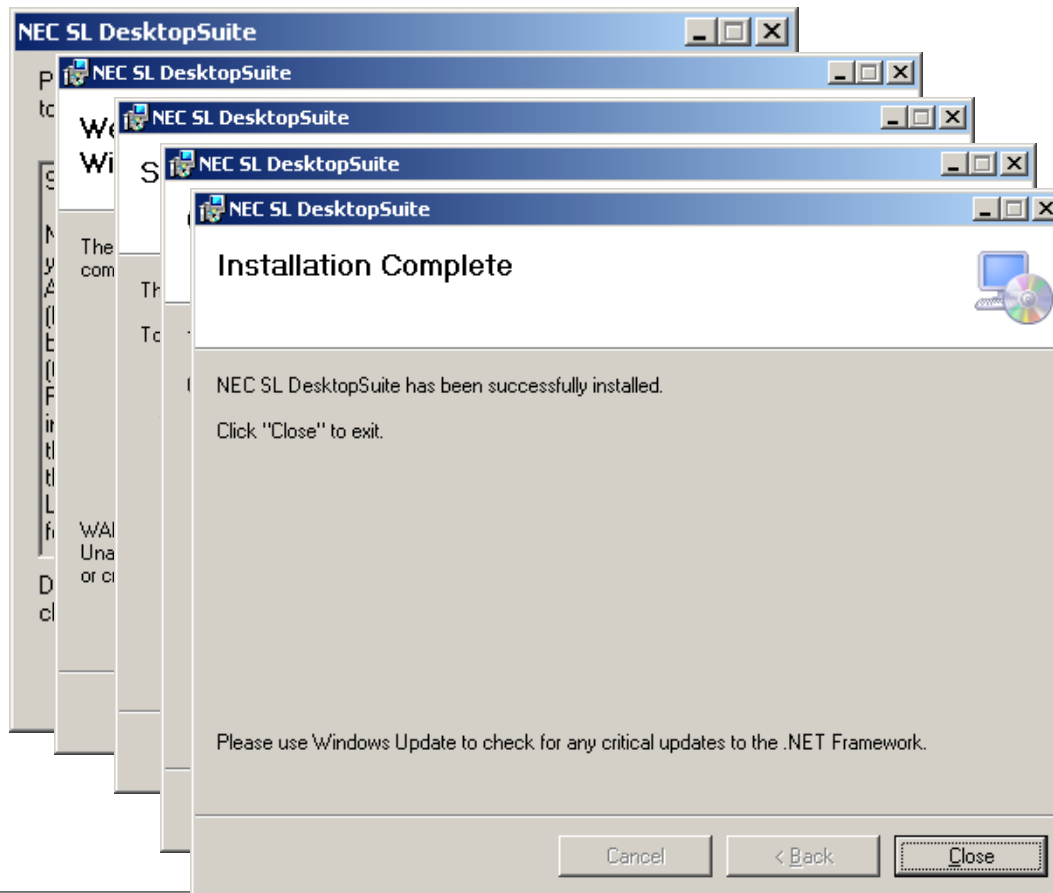 NEC SL DesktopSuite
NEC SL DesktopSuite
NEC SL DesktopSuite
NEC SL DesktopSuite
NEC SL DesktopSuite
Installation Complete
The
NEC SL DesktopSuite has been successfully installed.
Click "Close" to exit.
or
Please use Windows Update to check for any critical updates to the .NET Framework.
Cancel
< Back
Close